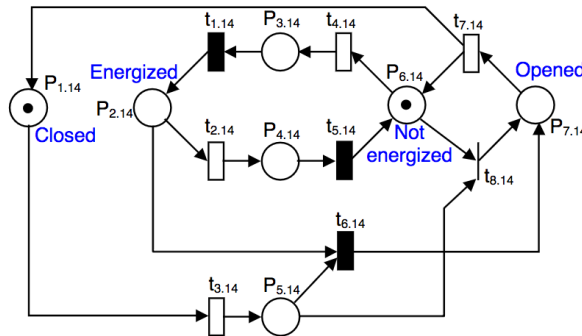 t1.14
P3.14
t4.14
t7.14
Energized
P6.14
Opened
P1.14
P2.14
Closed
t2.14
P4.14
t5.14
Not
energized
P7.14
t8.14
t6.14
t3.14
P5.14